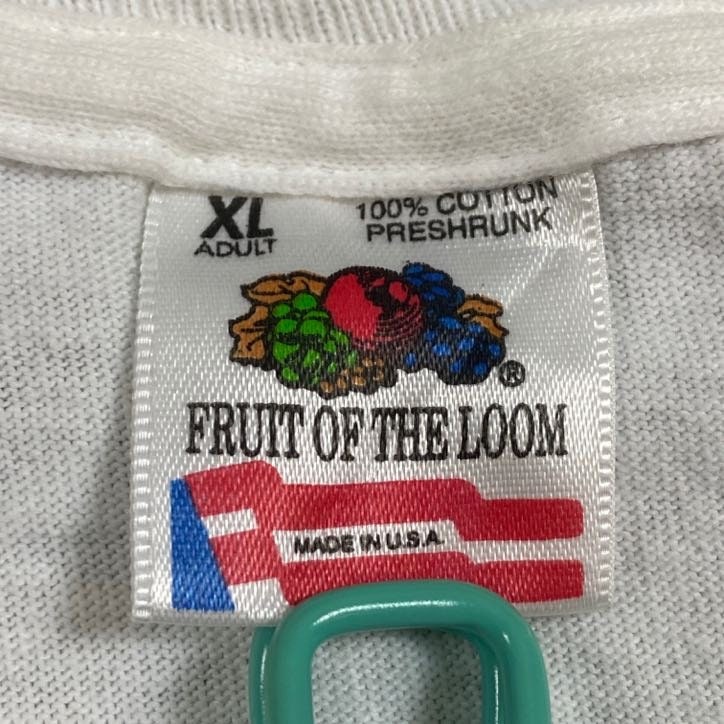 XL
ADULT
100% COTTON
PRESHRUNK
®
FRUIT OF THE LOOM
MADE IN U.S.A.